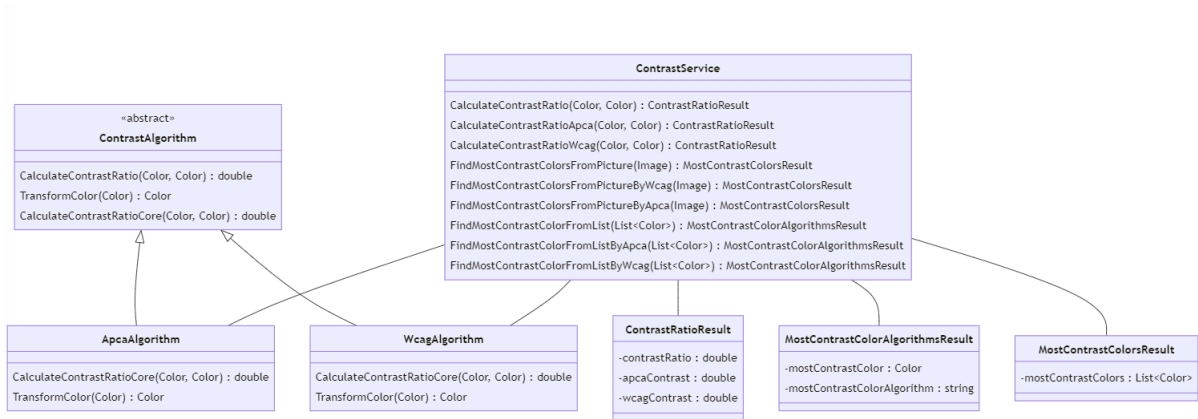 ContrastService
CalculateContrastRatio(Color, Color) : ContrastRatioResult
CalculateContrastRatioApca(Color, Color) : ContrastRatioResult
CalculateContrastRatioWcag(Color, Color) : ContrastRatioResult
FindMostContrastColorsFromPicture(Image) : MostContrastColorsResult
FindMostContrastColorsFromPictureByWcag(Image) : MostContrastColorsResult
FindMostContrastColorsFromPictureByApca(Image) : MostContrastColorsResult
FindMostContrastColorFromList(List<Color>) : MostContrastColorAlgorithmsResult
FindMostContrastColorFromListByApca(List<Color>) : MostContrastColorAlgorithmsResult
FindMostContrastColorFromListByWcag(List<Color>) : MostContrastColorAlgorithmsResult
«abstract»
ContrastAlgorithm
CalculateContrastRatio(Color, Color) : double
TransformColor(Color) : Color
CalculateContrastRatioCore(Color, Color) : double
ApcaAlgorithm
CalculateContrastRatioCore(Color, Color) : double
TransformColor(Color) : Color
WcagAlgorithm
CalculateContrastRatioCore(Color, Color) : double
TransformColor(Color) : Color
ContrastRatioResult
-contrastRatio : double
-apcaContrast : double
-wcagContrast : double
MostContrastColorAlgorithmsResult
-mostContrastColor : Color
-mostContrastColorAlgorithm : string
MostContrastColorsResult
-mostContrastColors : List<Color>